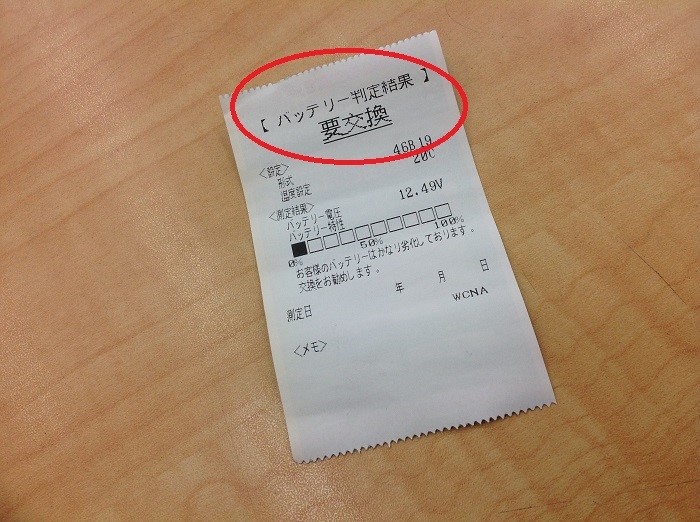 【 バッテリー判定結果 】
要交換
<設定>
形式 46B19
温度設定 20C
<測定結果>
バッテリー電圧 12.49V
バッテリー特性
0% 50% 100%
お客様のバッテリーはかなり劣化しております。
交換をお勧めします。
測定日 年 月 日
WCNA
<メモ>